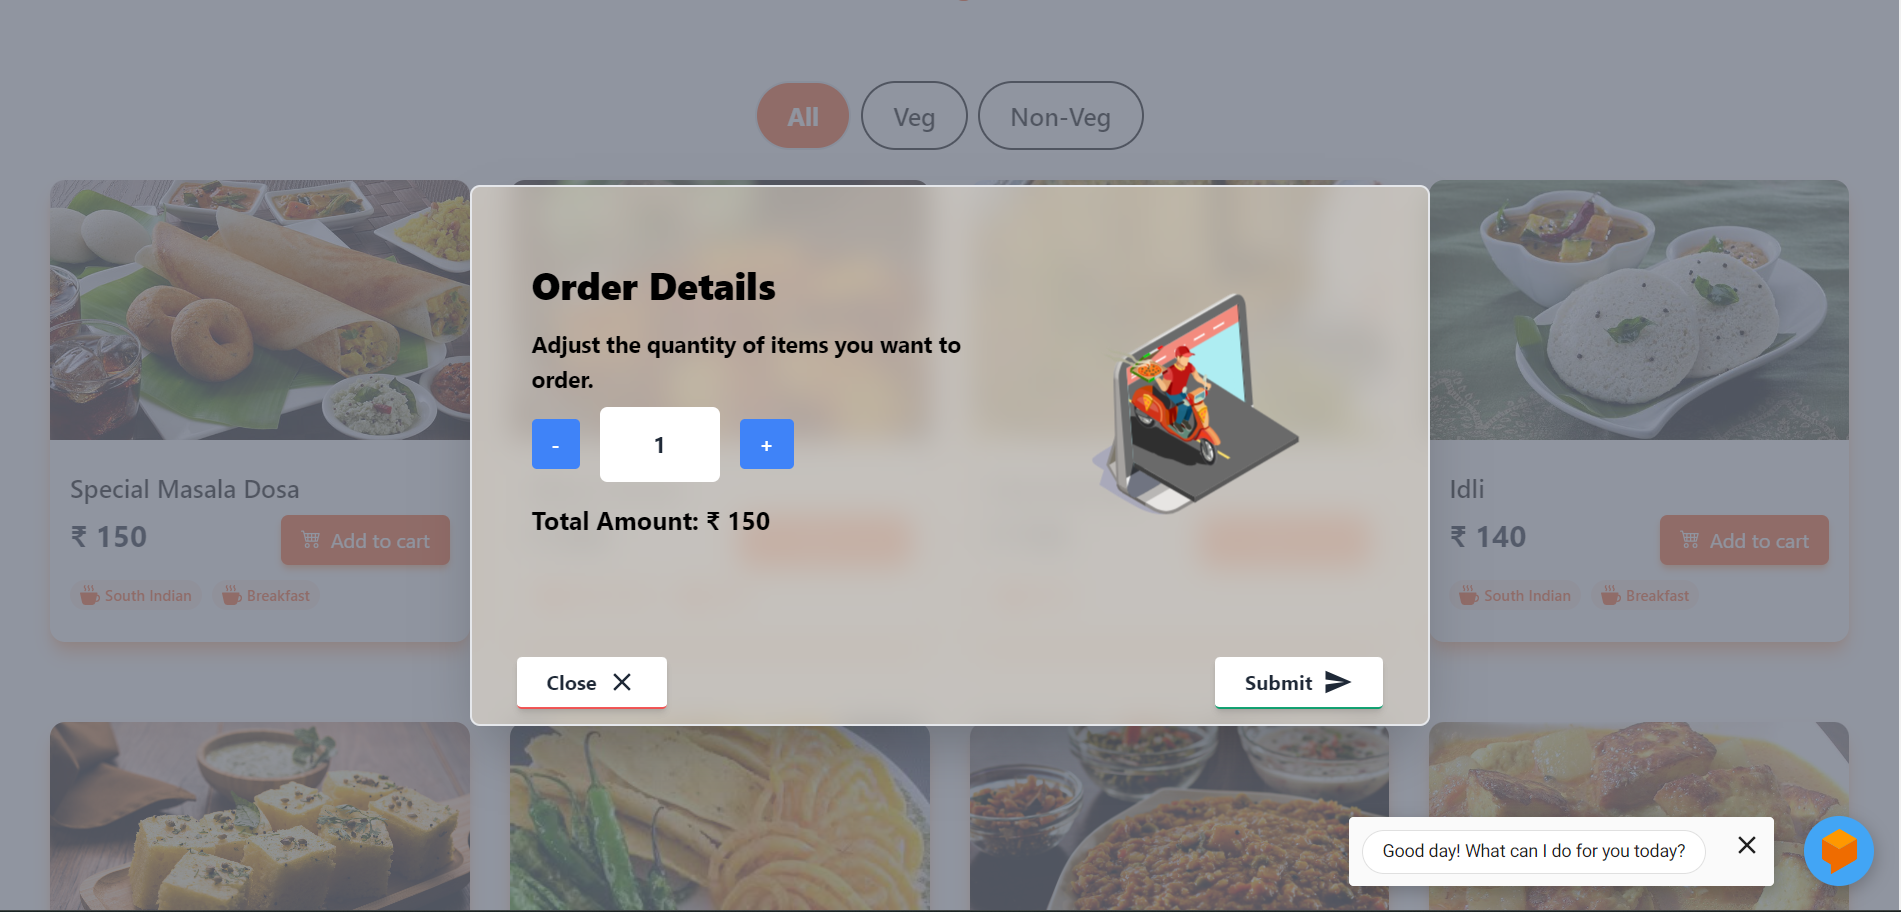 All
Veg
Non-Veg
Order Details
Adjust the quantity of items you want to
order.
-
1
+
Total Amount: ₹ 150
Close
Submit
Special Masala Dosa
₹ 150
Add to cart
South Indian
Breakfast
Idli
₹ 140
Add to cart
South Indian
Breakfast
Good day! What can I do for you today?